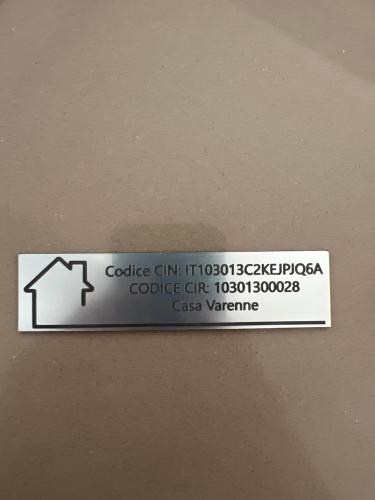 Codice CIN: IT103013C2KEJPJQ6A
CODICE CIR: 10301300028
Casa Varenne